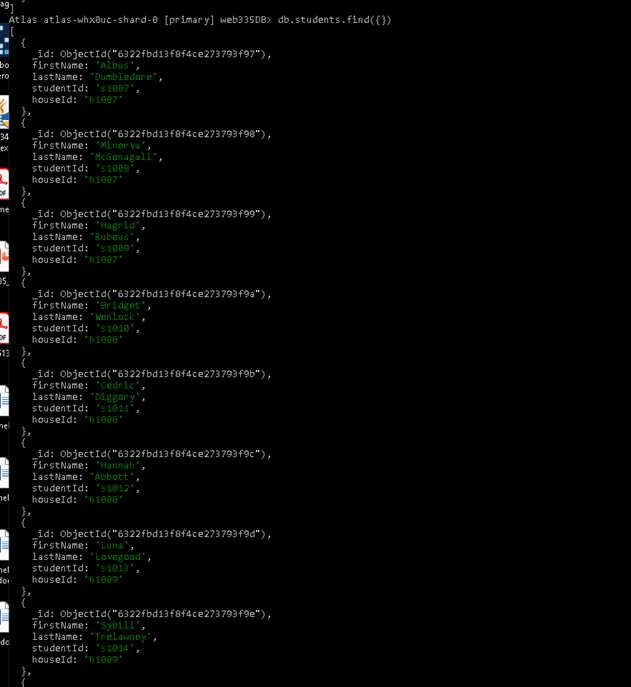 ]
Atlas atlas-whx0uc-shard-0 [primary] web335DB> db.students.find({})
[
{
_id: ObjectId("6322fbd13f8f4ce273793f97"),
firstName: 'Albus',
lastName: 'Dumbledore',
studentId: 's1007',
houseId: 'h1007'
},
{
_id: ObjectId("6322fbd13f8f4ce273793f98"),
firstName: 'Minerva',
lastName: 'McGonagall',
studentId: 's1008',
houseId: 'h1007'
},
{
_id: ObjectId("6322fbd13f8f4ce273793f99"),
firstName: 'Hagrid',
lastName: 'Rubeus',
studentId: 's1009',
houseId: 'h1007'
},
{
_id: ObjectId("6322fbd13f8f4ce273793f9a"),
firstName: 'Bridget',
lastName: 'Wenlock',
studentId: 's1010',
houseId: 'h1008'
},
{
_id: ObjectId("6322fbd13f8f4ce273793f9b"),
firstName: 'Cedric',
lastName: 'Diggory',
studentId: 's1011',
houseId: 'h1008'
},
{
_id: ObjectId("6322fbd13f8f4ce273793f9c"),
firstName: 'Hannah',
lastName: 'Abbott',
studentId: 's1012',
houseId: 'h1008'
},
{
_id: ObjectId("6322fbd13f8f4ce273793f9d"),
firstName: 'Luna',
lastName: 'Lovegood',
studentId: 's1013',
houseId: 'h1009'
},
{
_id: ObjectId("6322fbd13f8f4ce273793f9e"),
firstName: 'Sybill',
lastName: 'Trelawney',
studentId: 's1014',
houseId: 'h1009'
},
{